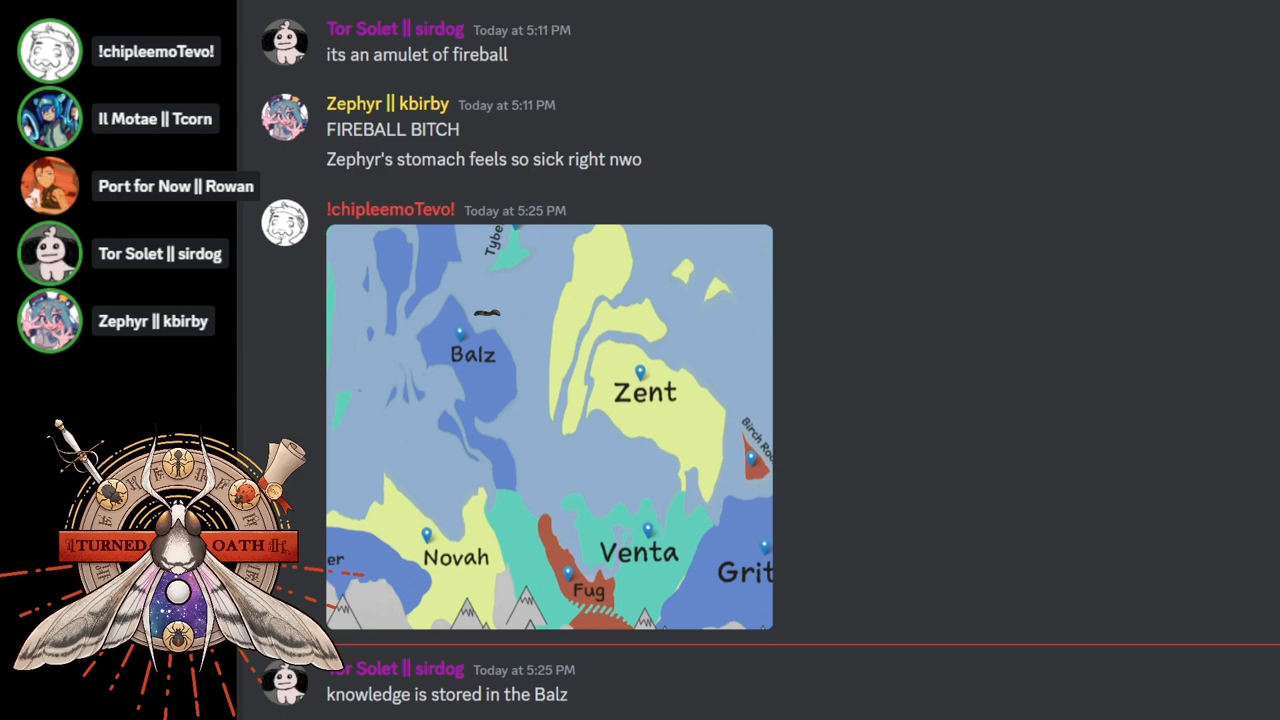 !chipleemoTevo!
Il Motae || Tcorn
Port for Now || Rowan
Tor Solet || sirdog
Zephyr || kbirby
TURNED OATH
Tor Solet || sirdog Today at 5:11 PM
its an amulet of fireball
Zephyr || kbirby Today at 5:11 PM
FIREBALL BITCH
Zephyr's stomach feels so sick right nwo
!chipleemoTevo! Today at 5:25 PM
Tybe
Balz
Zent
Birch Ro
Novah
Venta
er
Fug
Grit
Tor Solet || sirdog Today at 5:25 PM
knowledge is stored in the Balz